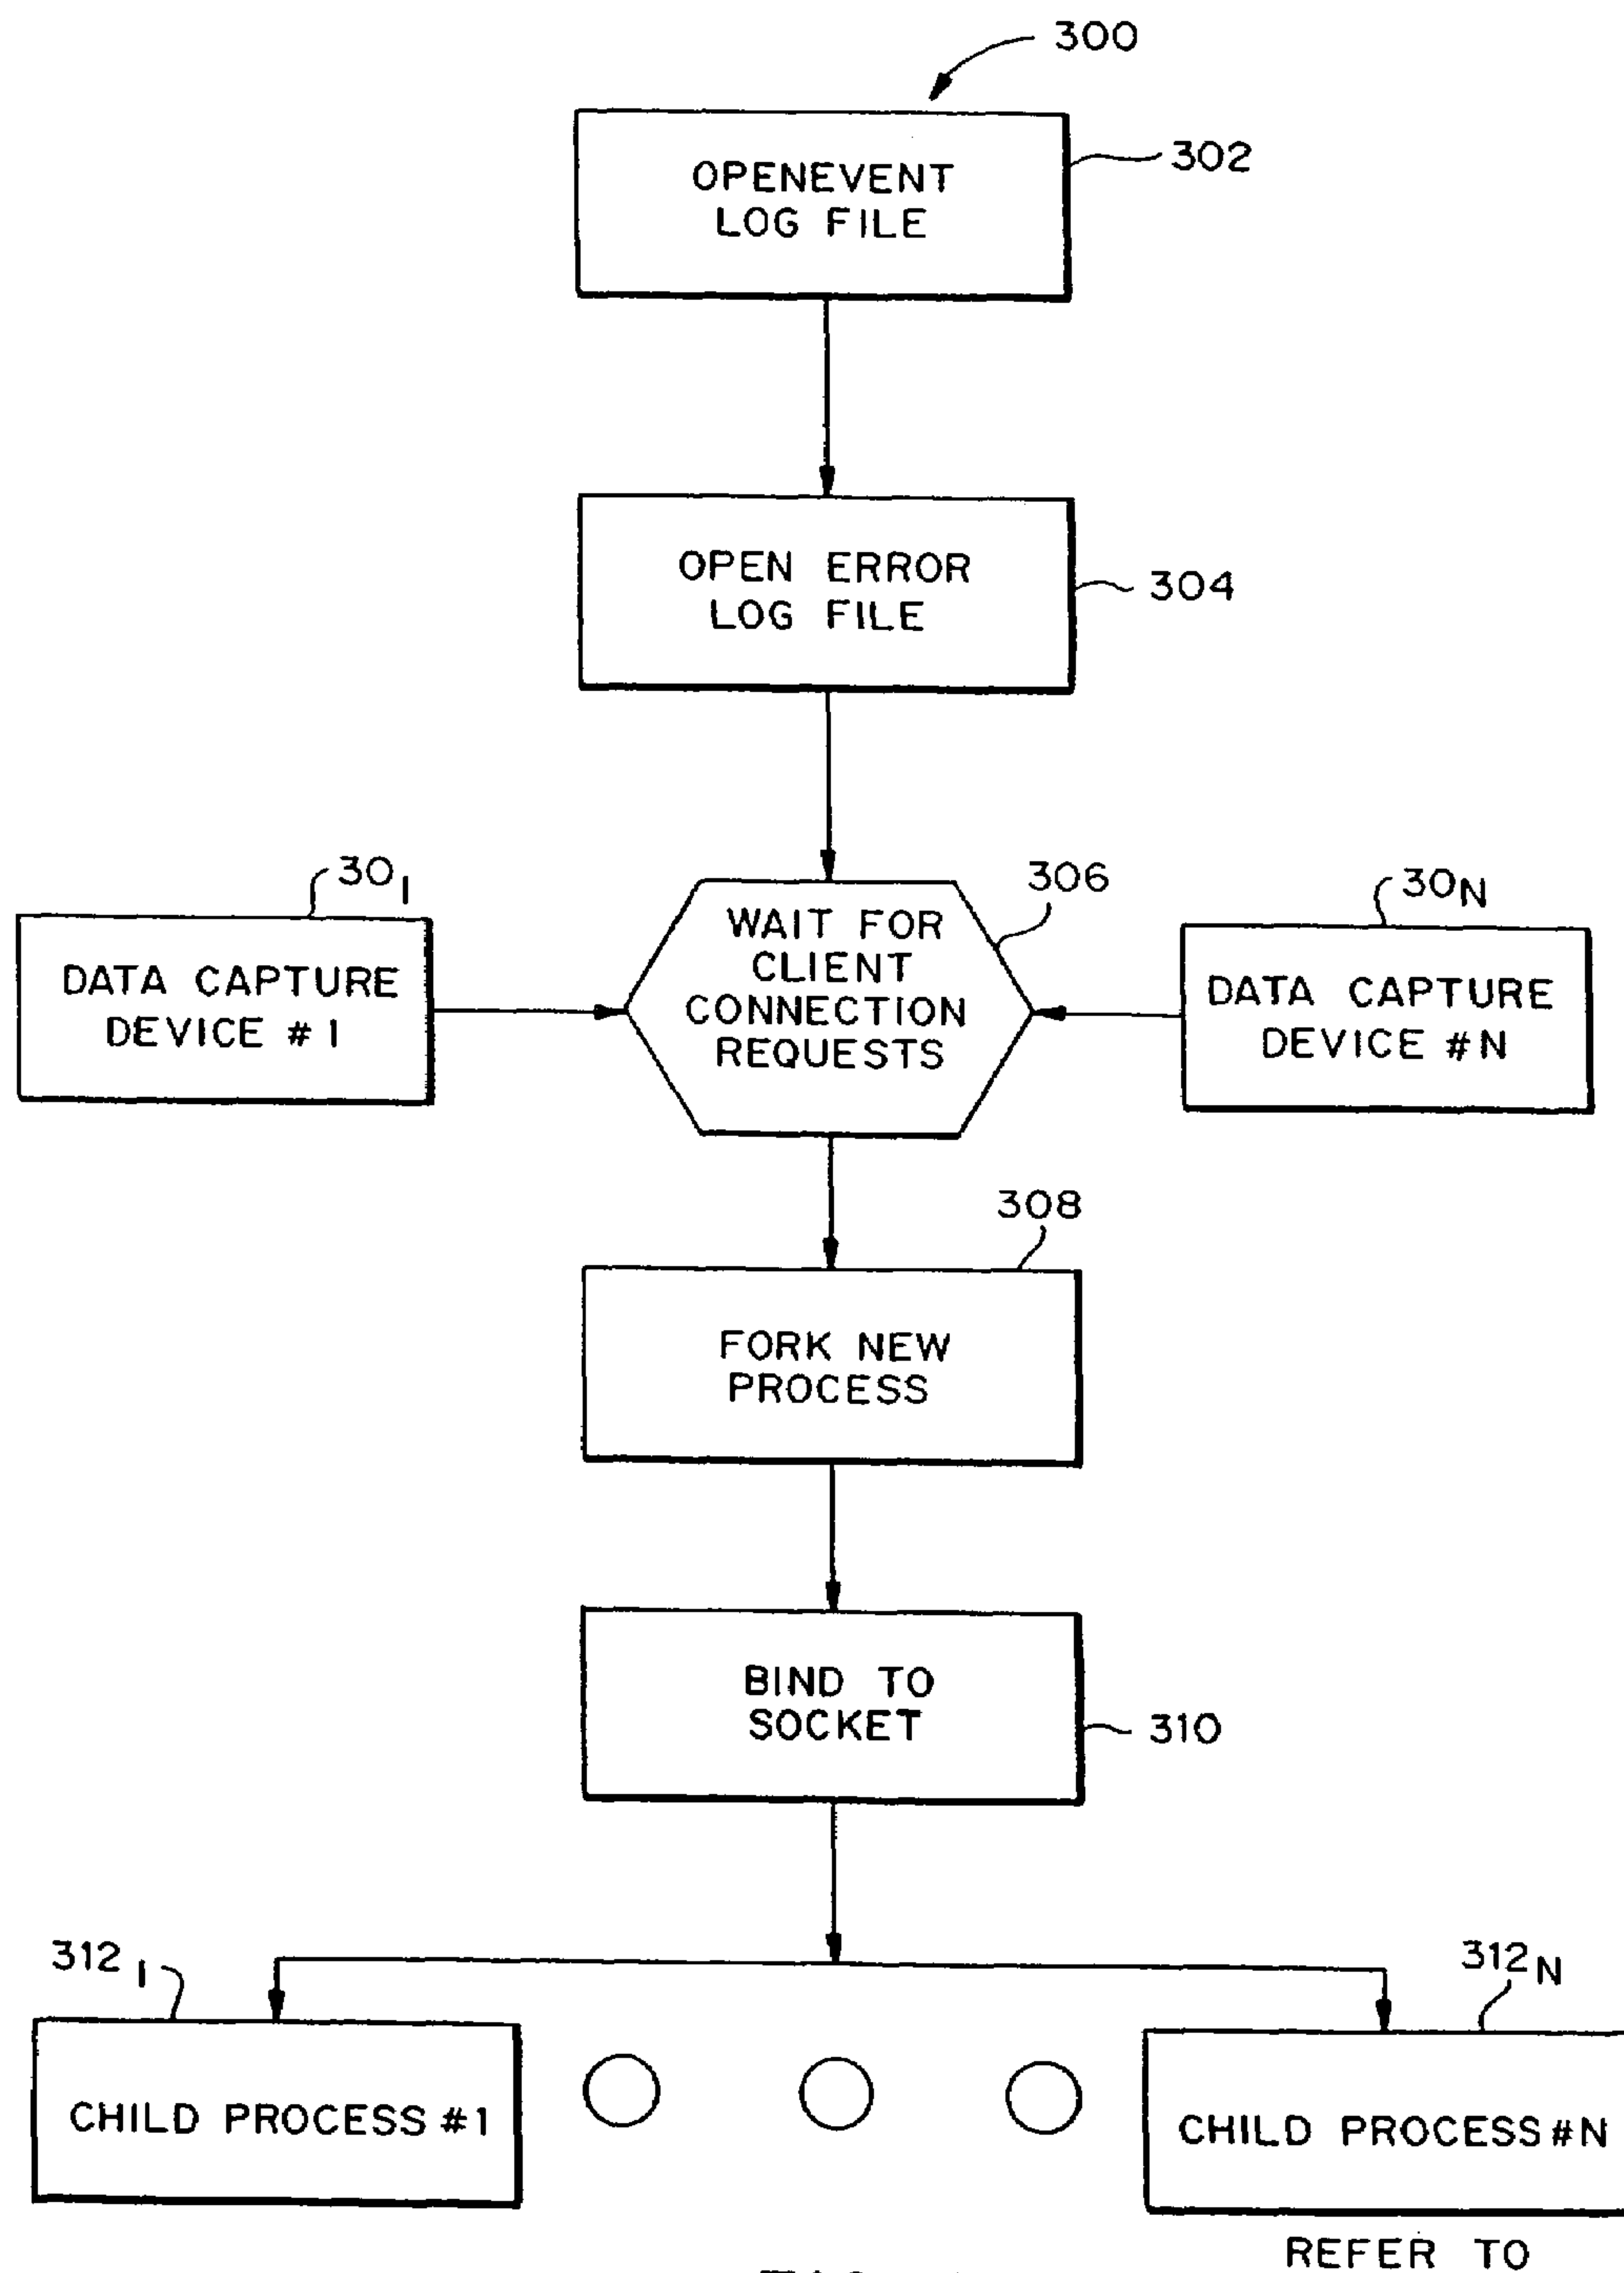 300
OPENEVENT
LOG FILE
302
OPEN ERROR
LOG FILE
304
30 1
DATA CAPTURE
DEVICE #1
WAIT FOR
CLIENT
CONNECTION
REQUESTS
306
30N
DATA CAPTURE
DEVICE #N
308
FORK NEW
PROCESS
BIND TO
SOCKET
310
312 1
CHILD PROCESS #1
312N
CHILD PROCESS #N
REFER TO